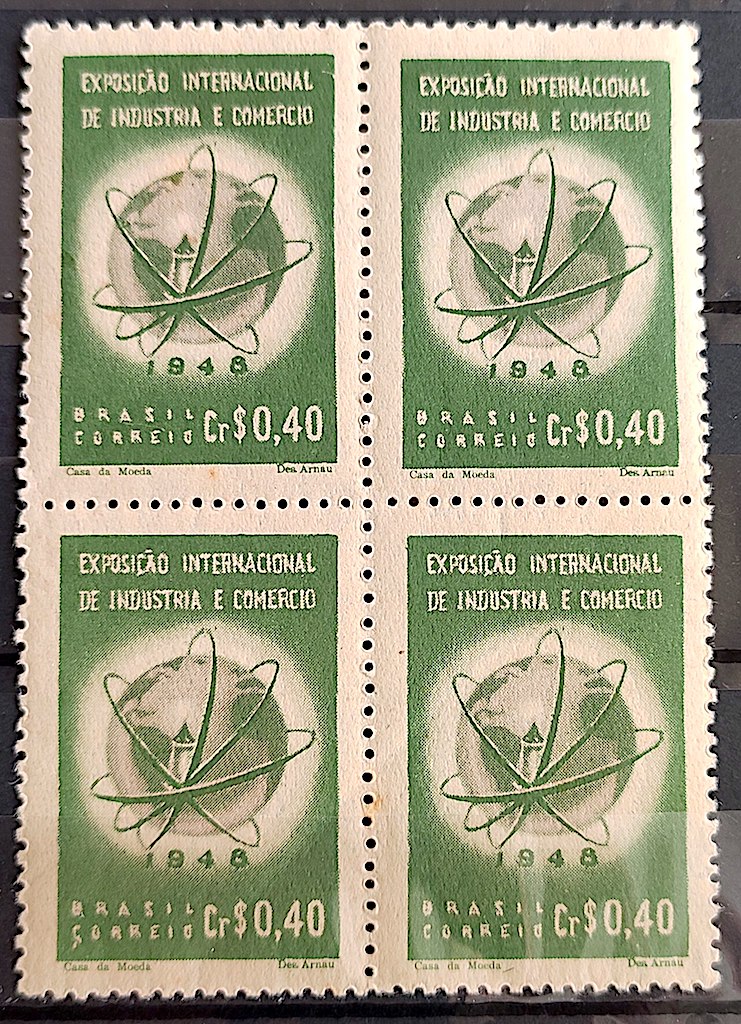 EXPOSIÇÃO INTERNACIONAL
DE INDUSTRIA E COMERCIO
1948
BRASIL
CORREIO
Cr$0,40
Casa da Moeda Des. Arnau
EXPOSIÇÃO INTERNACIONAL
DE INDUSTRIA E COMERCIO
1948
BRASIL
CORREIO
Cr$0,40
Casa da Moeda Des. Arnau
EXPOSIÇÃO INTERNACIONAL
DE INDUSTRIA E COMERCIO
1948
BRASIL
CORREIO
Cr$0,40
Casa da Moeda Des. Arnau
EXPOSIÇÃO INTERNACIONAL
DE INDUSTRIA E COMERCIO
1948
BRASIL
CORREIO
Cr$0,40
Casa da Moeda Des. Arnau